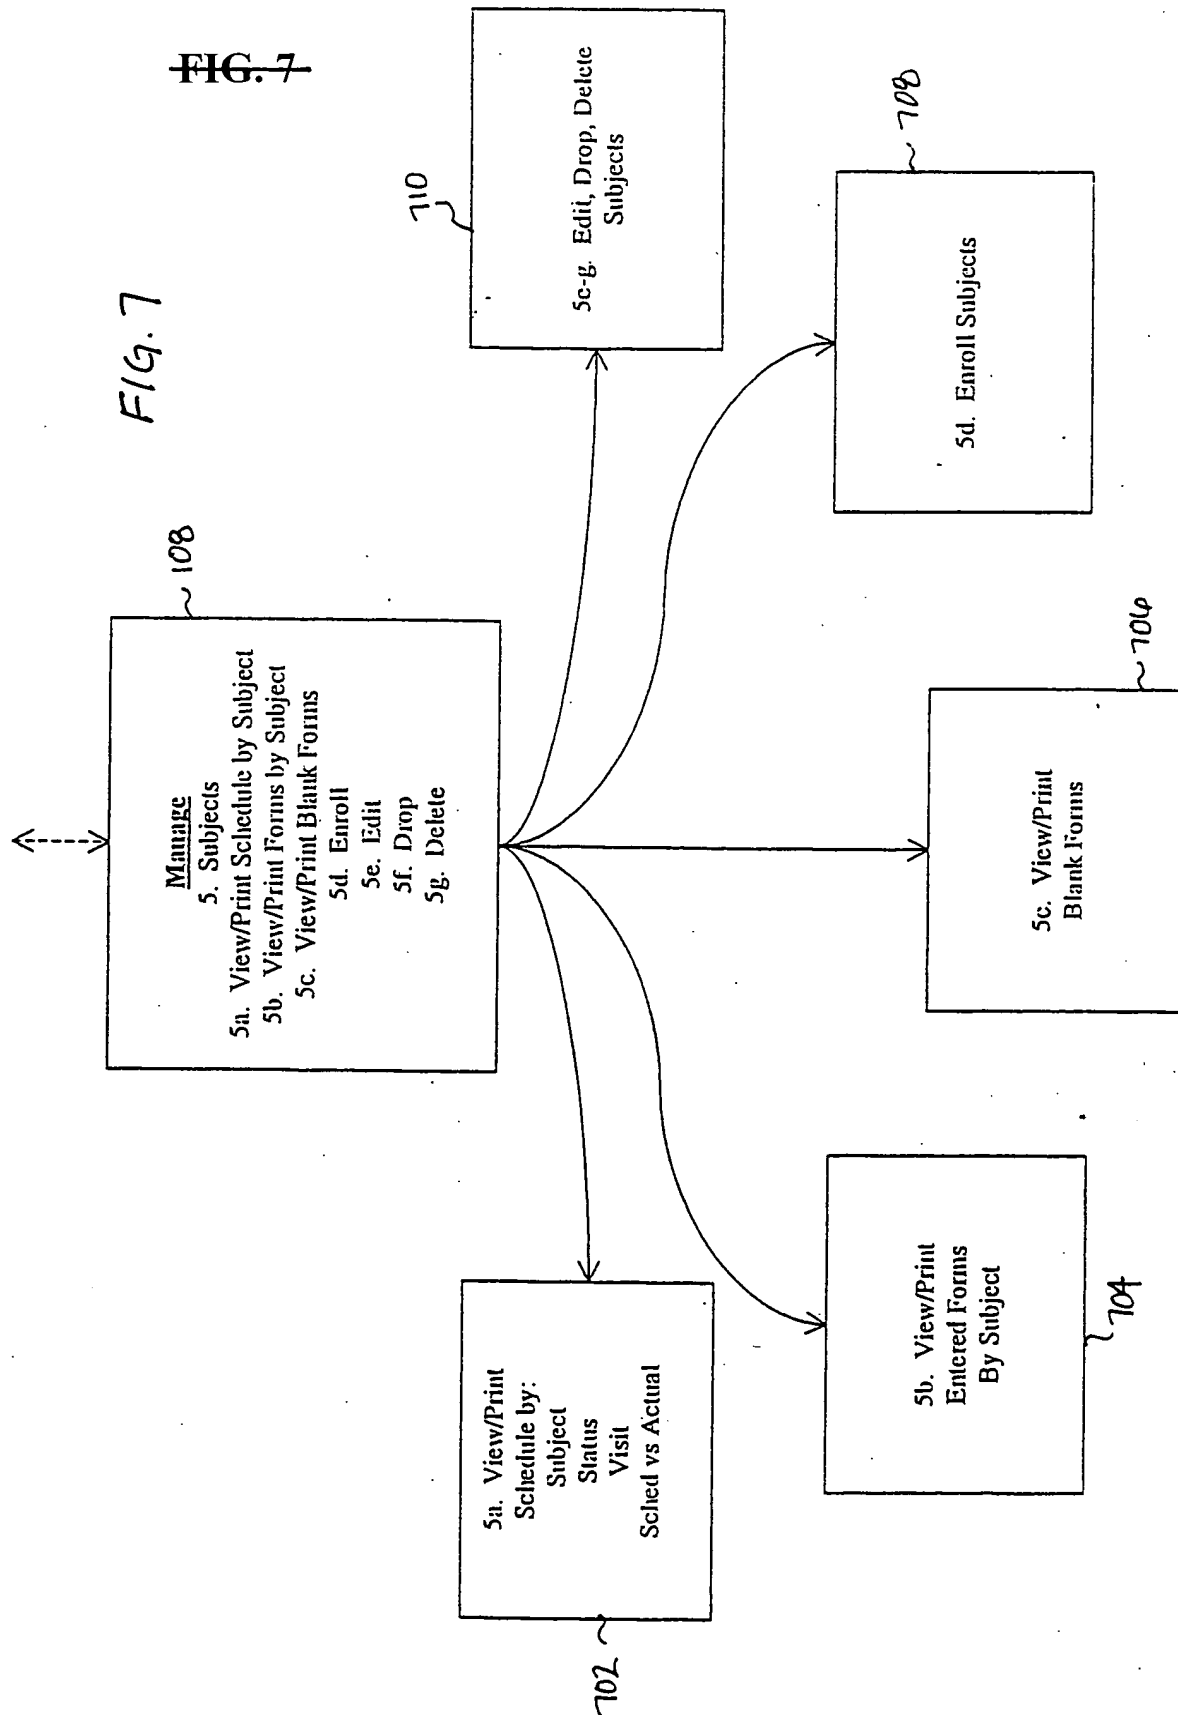 FIG. 7
FIG. 7
108
Manage
5. Subjects
5a. View/Print Schedule by Subject
5b. View/Print Forms by Subject
5c. View/Print Blank Forms
5d. Enroll
5e. Edit
5f. Drop
5g. Delete
702
5a. View/Print
Schedule by:
Subject
Status
Visit
Sched vs Actual
704
5b. View/Print
Entered Forms
By Subject
706
5c. View/Print
Blank Forms
708
5d. Enroll Subjects
710
5e-g. Edit, Drop, Delete
Subjects